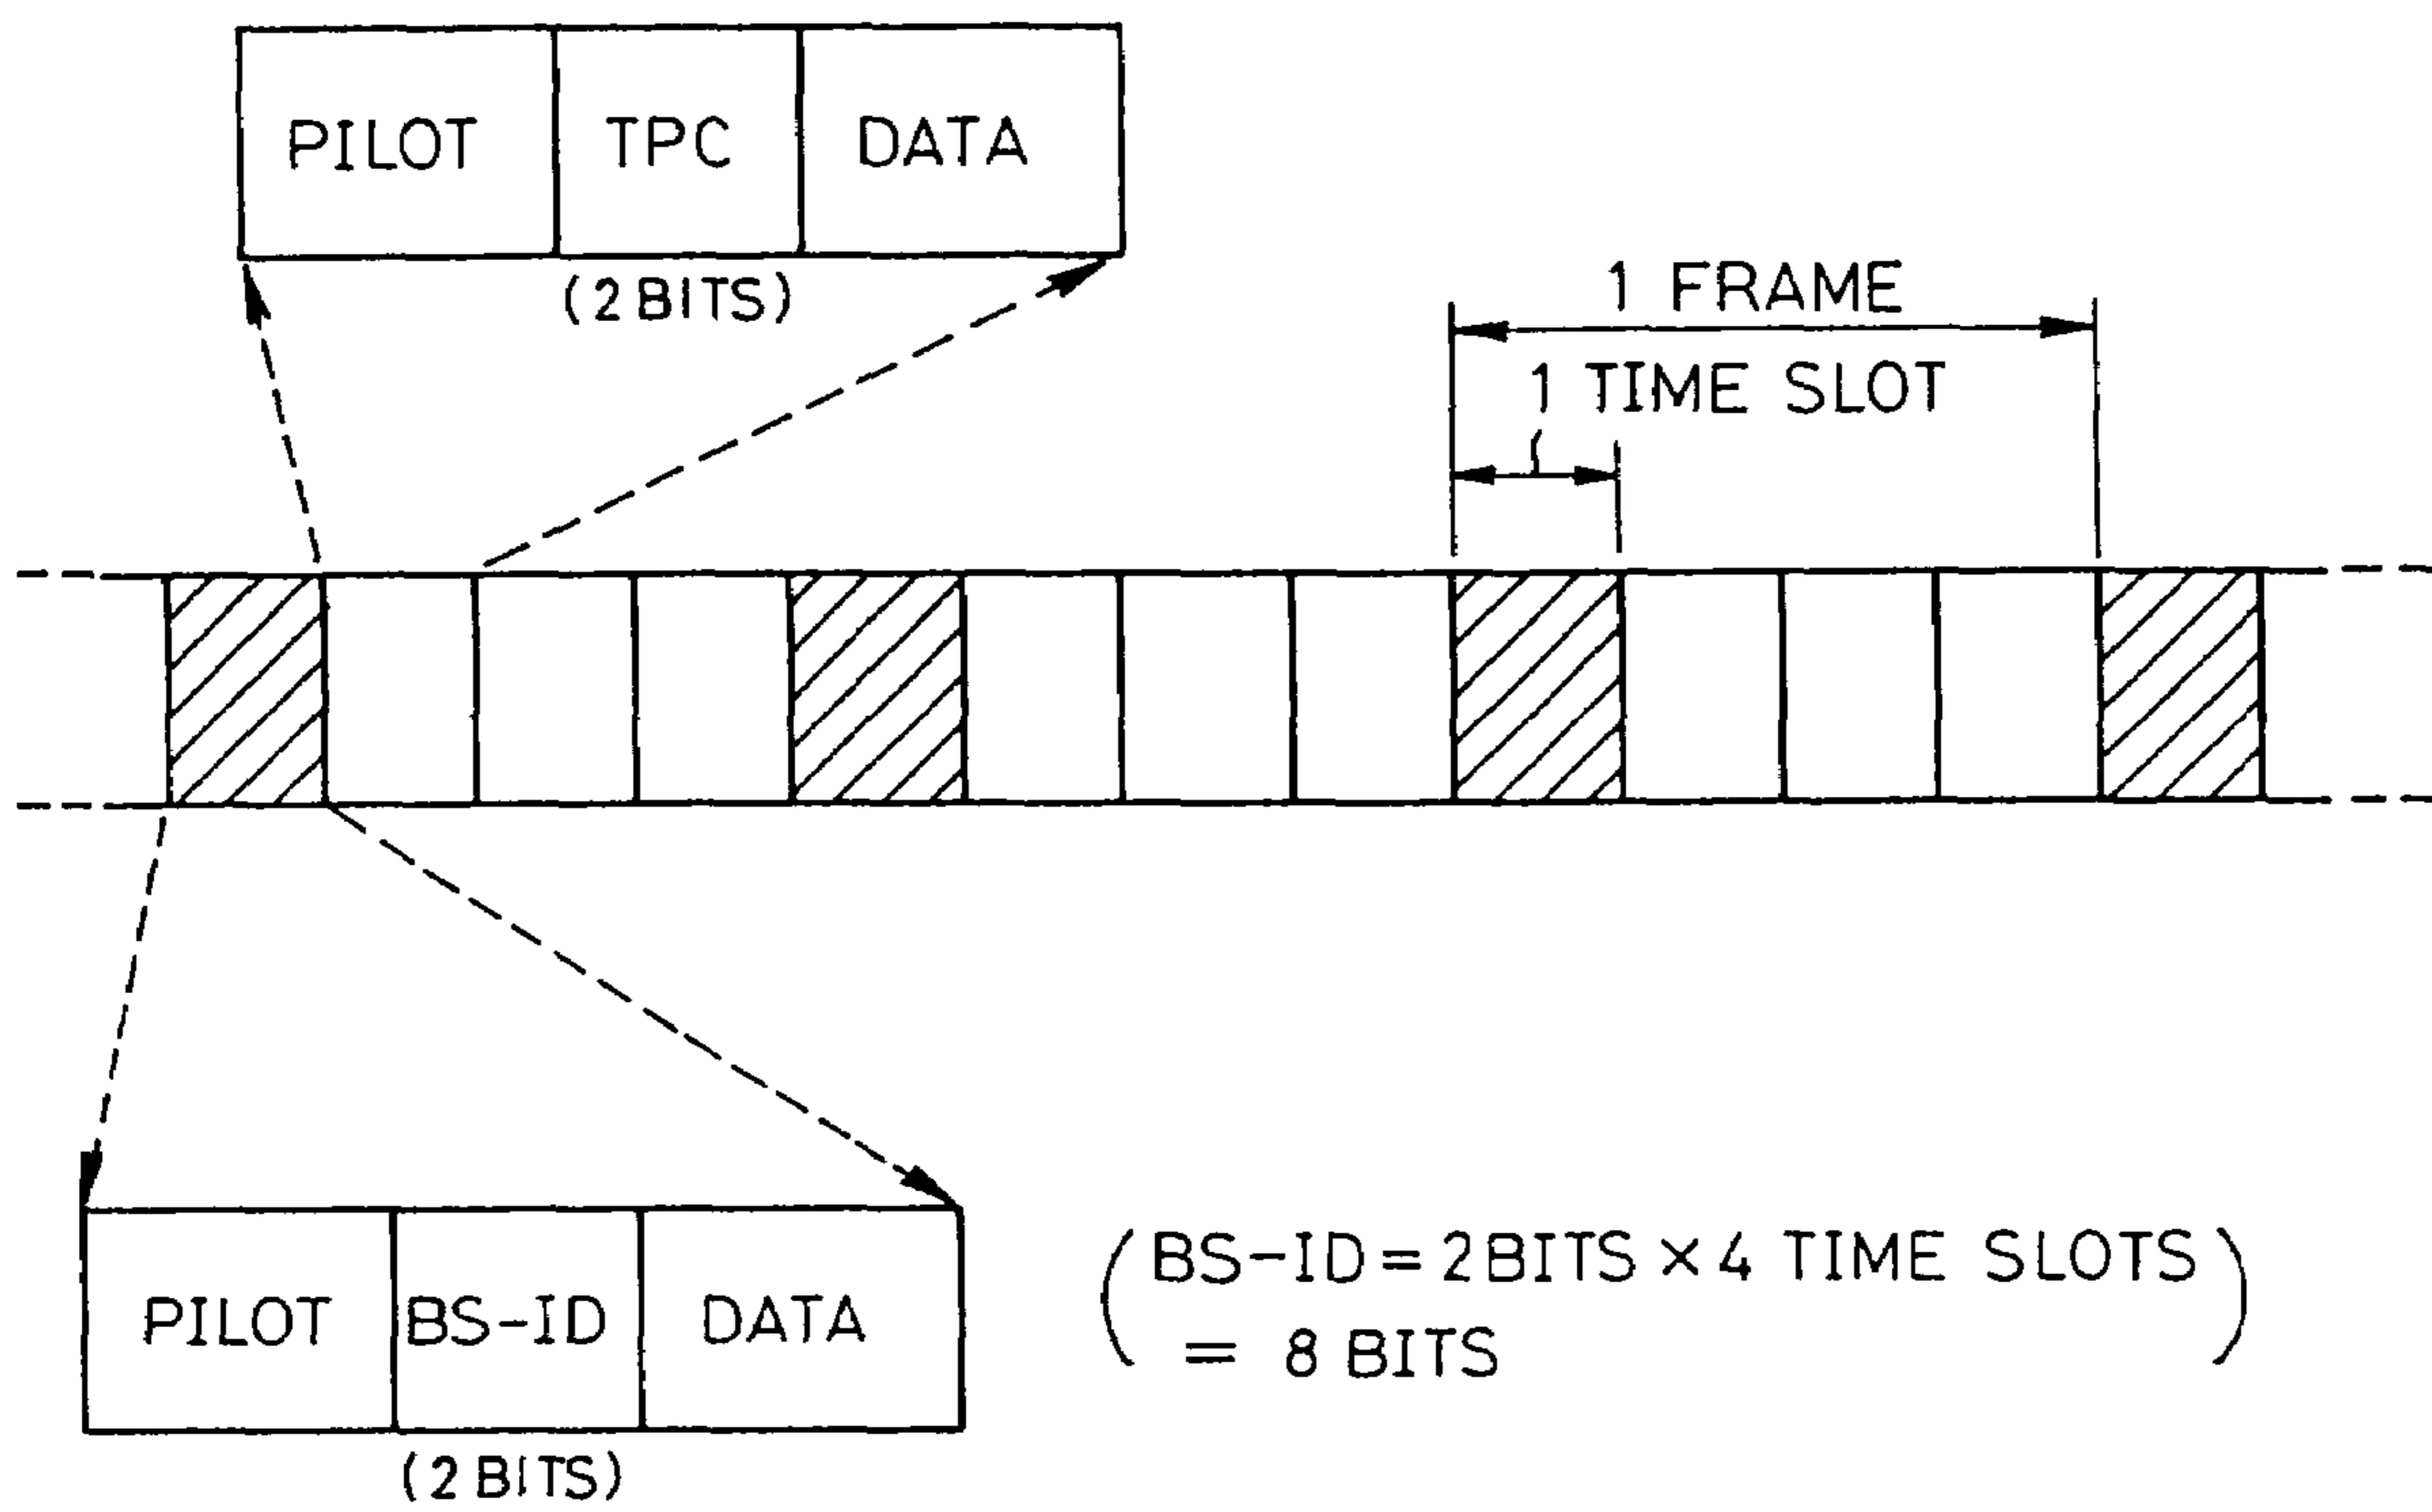 PILOT TPC DATA
(2 BITS)
1 FRAME
1 TIME SLOT
PILOT BS-ID DATA
(2 BITS)
(BS-ID = 2 BITS × 4 TIME SLOTS
= 8 BITS)